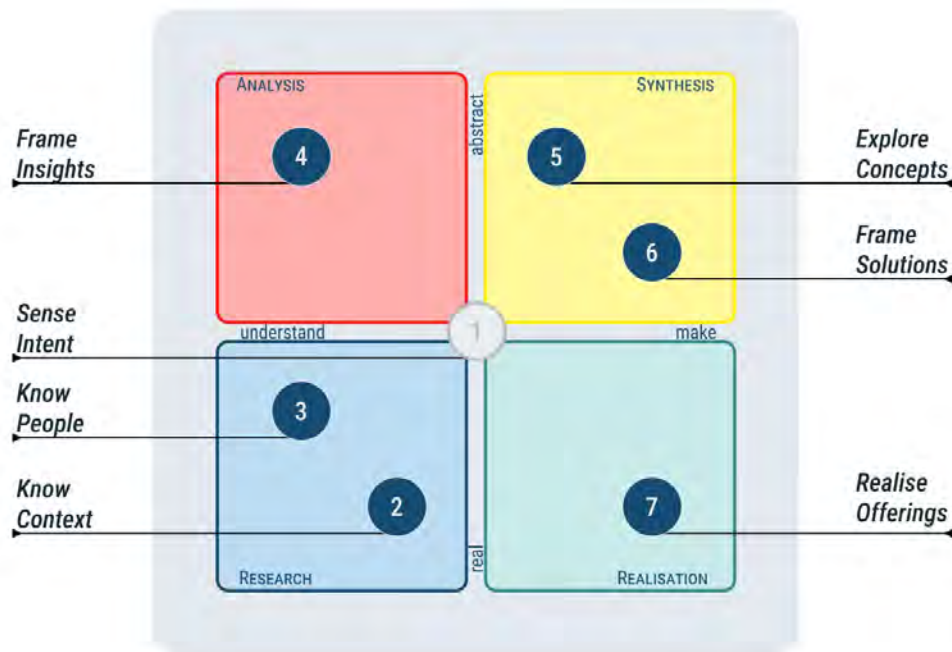 ANALYSIS
SYNTHESIS
abstract
Frame
Insights
4
5
Explore
Concepts
6
Frame
Solutions
Sense
Intent
understand
1
make
Know
People
3
Know
Context
2
7
Realise
Offerings
real
RESEARCH
REALISATION